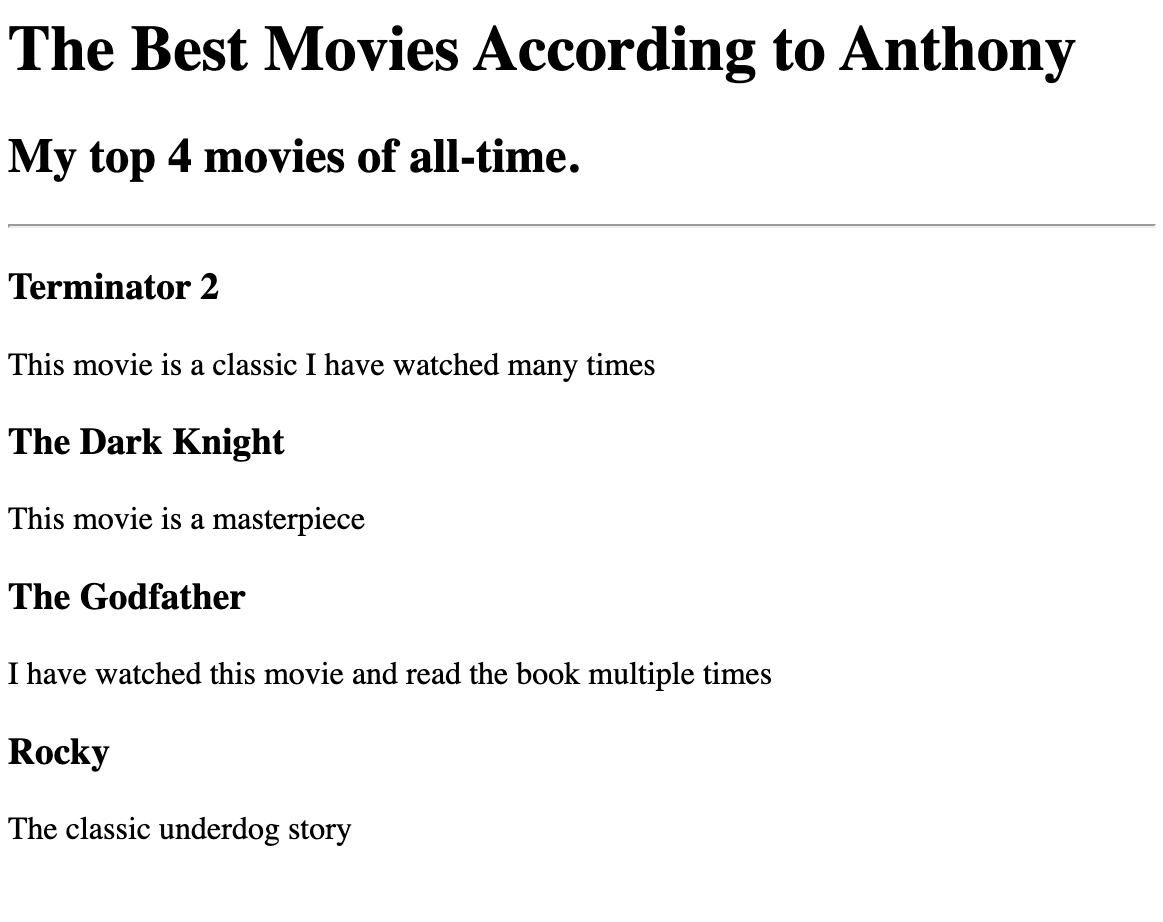 The Best Movies According to Anthony
My top 4 movies of all-time.
Terminator 2
This movie is a classic I have watched many times
The Dark Knight
This movie is a masterpiece
The Godfather
I have watched this movie and read the book multiple times
Rocky
The classic underdog story